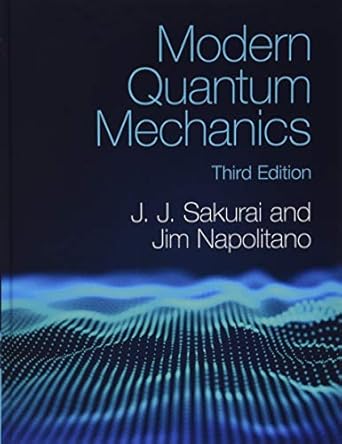 Modern
Quantum
Mechanics
Third Edition
J. J. Sakurai and
Jim Napolitano